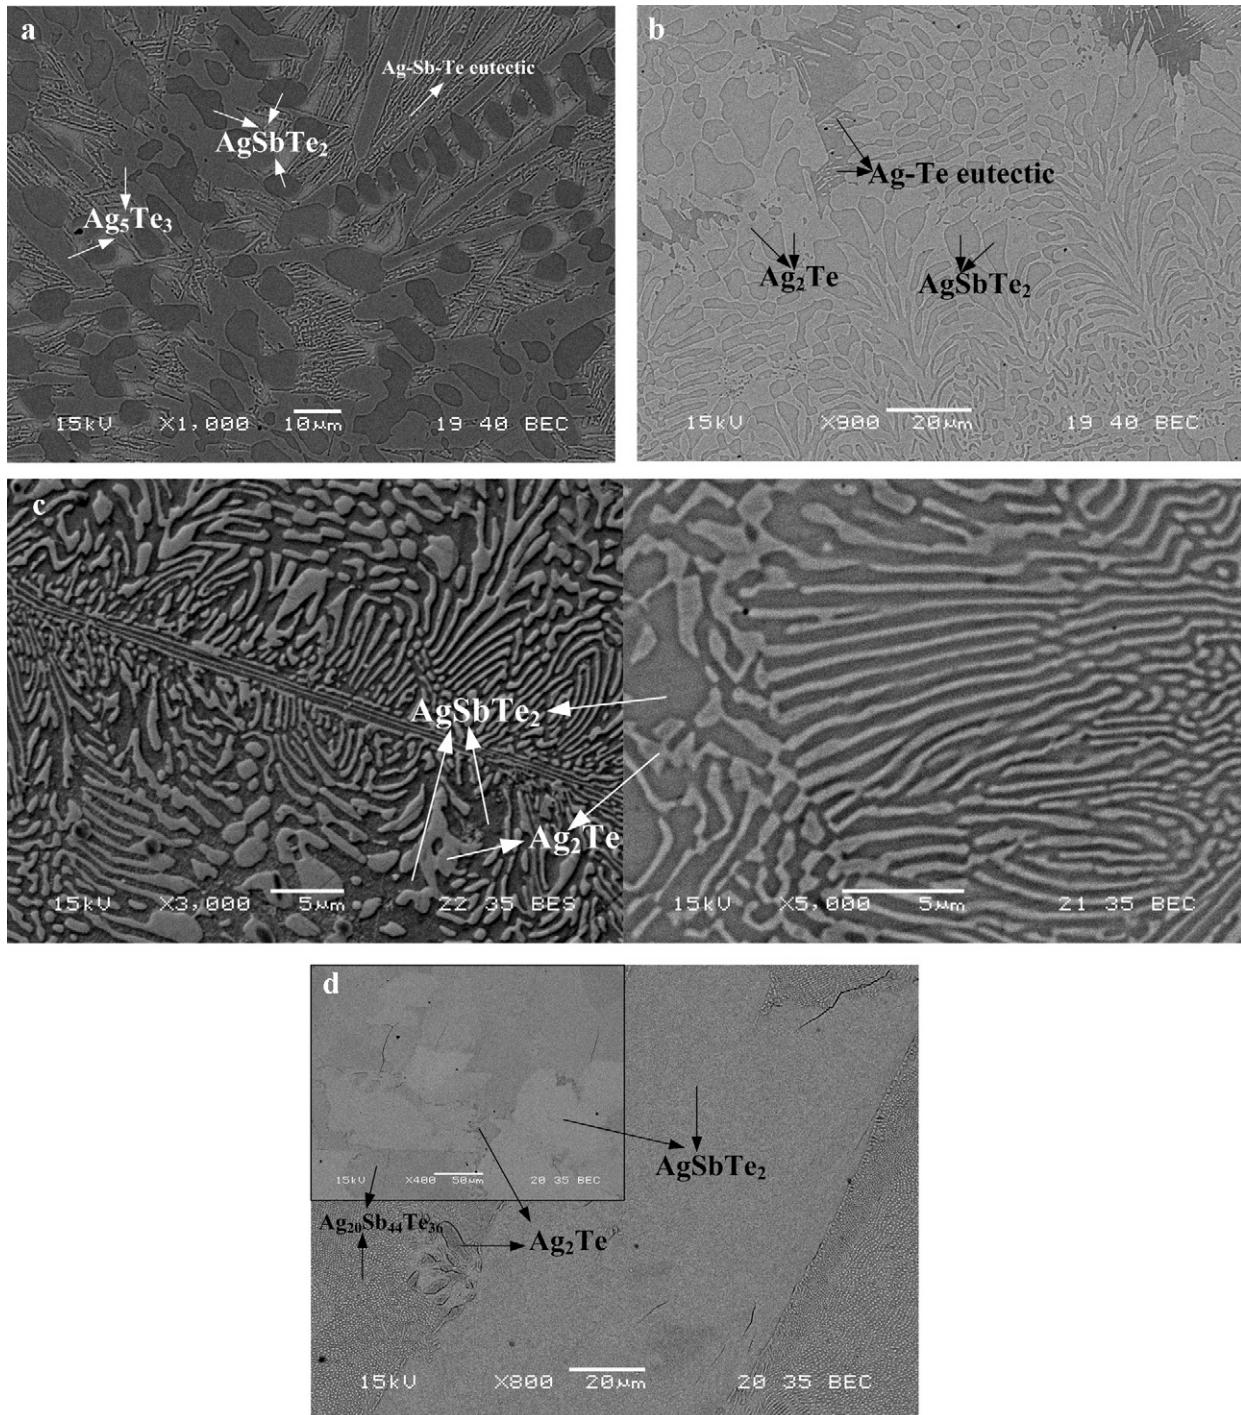 a
Ag-Sb-Te eutectic
AgSbTe₂
Ag₅Te₃
15kV X1,000 10μm 19 40 BEC
b
Ag-Te eutectic
Ag₂Te
AgSbTe₂
15kV X900 20μm 19 40 BEC
c
AgSbTe₂
Ag₂Te
15kV X3,000 5μm 22 35 BES
15kV X5,000 5μm 21 35 BEC
d
15kV X400 50μm 20 35 BEC
AgSbTe₂
Ag₂₀Sb₄₄Te₃₆
Ag₂Te
15kV X800 20μm 20 35 BEC